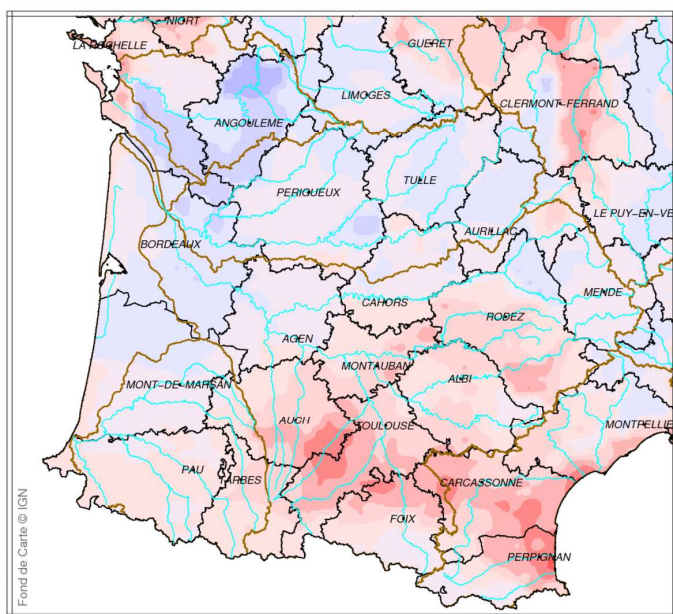 NIORT
LA ROCHELLE
GUERET
LIMOGES
CLERMONT-FERRAND
ANGOULEME
PERIGUEUX
TULLE
LE PUY-EN-VE
AURILLAC
BORDEAUX
MENDE
CAHORS
RODEZ
AGEN
MONTAUBAN
ALBI
MONT-DE-MARSAN
AUCH
TOULOUSE
MONTPELLIE
PAU
TARBES
CARCASSONNE
FOIX
PERPIGNAN
Fond de Carte © IGN